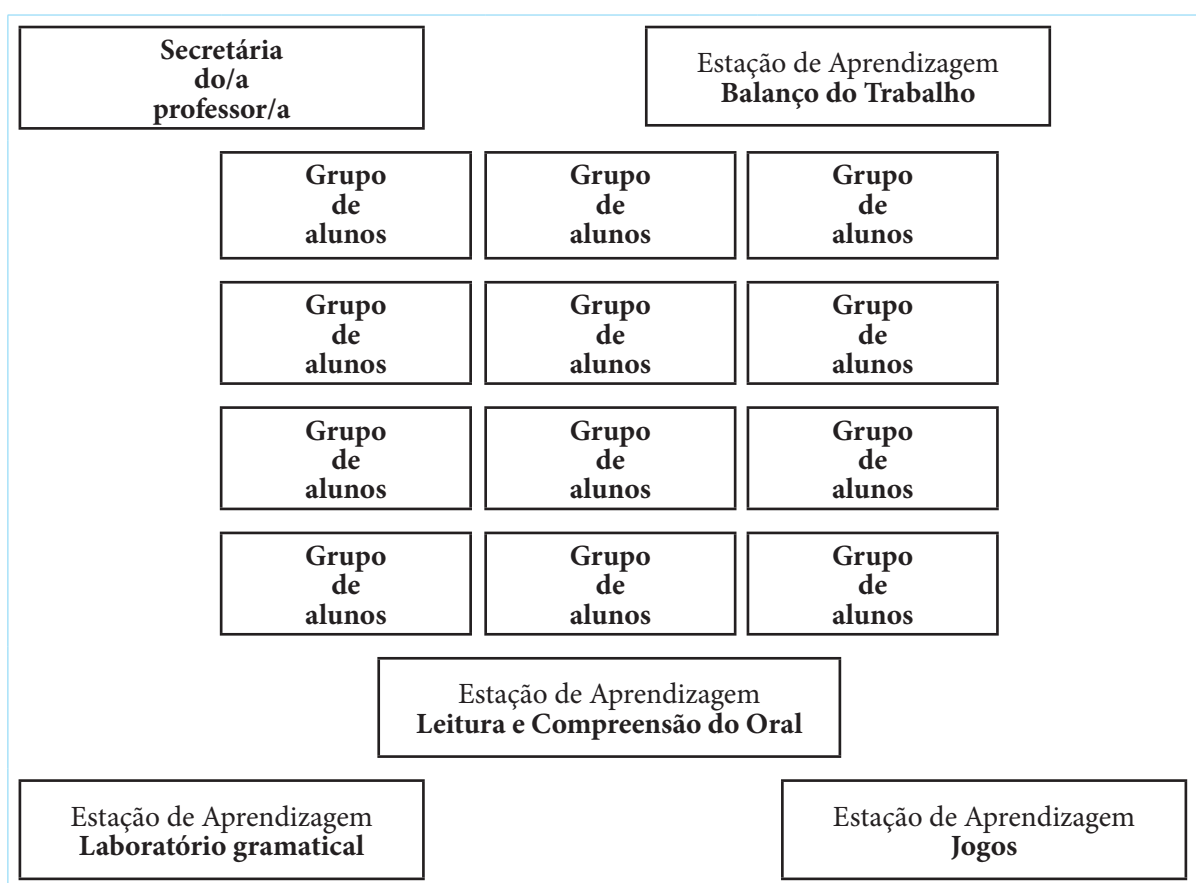 Secretária
do/a
professor/a
Estação de Aprendizagem
Balanço do Trabalho
Grupo
de
alunos
Grupo
de
alunos
Grupo
de
alunos
Grupo
de
alunos
Grupo
de
alunos
Grupo
de
alunos
Grupo
de
alunos
Grupo
de
alunos
Grupo
de
alunos
Grupo
de
alunos
Grupo
de
alunos
Grupo
de
alunos
Estação de Aprendizagem
Leitura e Compreensão do Oral
Estação de Aprendizagem
Laboratório gramatical
Estação de Aprendizagem
Jogos